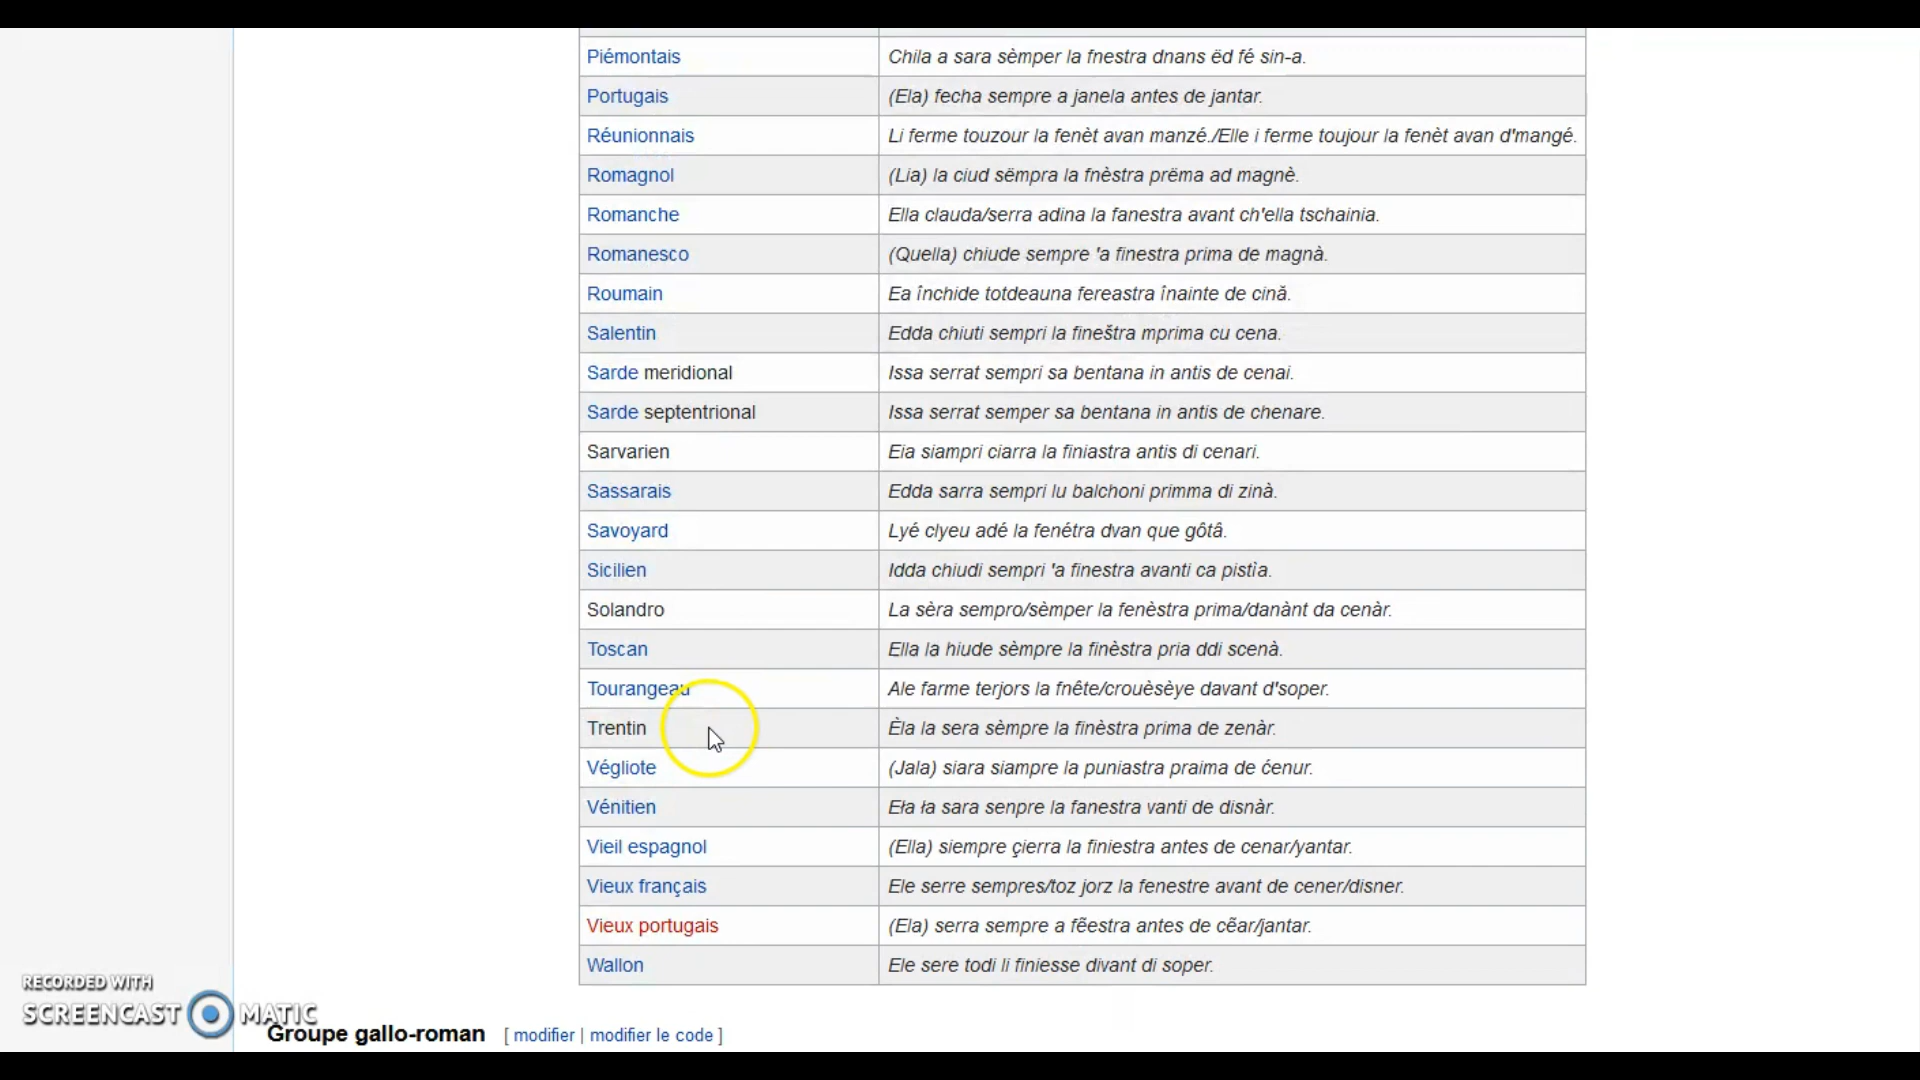 Piémontais Chila a sara sèmper la fnestra dnans ëd fé sin-a.
Portugais (Ela) fecha sempre a janela antes de jantar.
Réunionnais Li ferme touzour la fenèt avan manzé./Elle i ferme toujour la fenèt avan d'mangé.
Romagnol (Lia) la ciud sëmpra la fnèstra prëma ad magnè.
Romanche Ella clauda/serra adina la fanestra avant ch'ella tschainia.
Romanesco (Quella) chiude sempre 'a finestra prima de magnà.
Roumain Ea închide totdeauna fereastra înainte de cină.
Salentin Edda chiuti sempri la fineštra mprima cu cena.
Sarde meridional Issa serrat sempri sa bentana in antis de cenai.
Sarde septentrional Issa serrat semper sa bentana in antis de chenare.
Sarvarien Eia siampri ciarra la finiastra antis di cenari.
Sassarais Edda sarra sempri lu balchoni primma di zinà.
Savoyard Lyé clyeu adé la fenétra dvan que gôtâ.
Sicilien Idda chiudi sempri 'a finestra avanti ca pistìa.
Solandro La sèra sempro/sèmper la fenèstra prima/danànt da cenàr.
Toscan Ella la hiude sèmpre la finèstra pria ddi scenà.
Tourangeau Ale farme terjors la fnête/crouèsèye davant d'soper.
Trentin Èla la sera sèmpre la finèstra prima de zenàr.
Végliote (Jala) siara siampre la puniastra praima de ćenur.
Vénitien Eła ła sara senpre la fanestra vanti de disnàr.
Vieil espagnol (Ella) siempre çierra la finiestra antes de cenar/yantar.
Vieux français Ele serre sempres/toz jorz la fenestre avant de cener/disner.
Vieux portugais (Ela) serra sempre a fẽestra antes de cẽar/jantar.
Wallon Ele sere todi li finiesse divant di soper.
RECORDED WITH
SCREENCAST MATIC
Groupe gallo-roman [ modifier | modifier le code ]